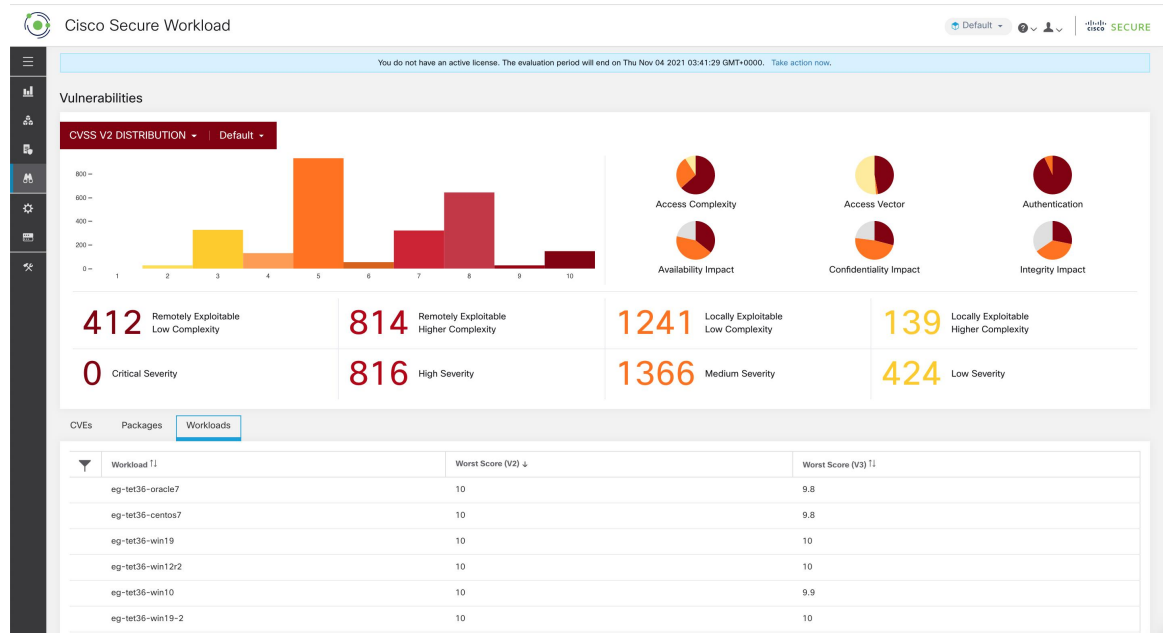 Cisco Secure Workload
Default
cisco SECURE
You do not have an active license. The evaluation period will end on Thu Nov 04 2021 03:41:29 GMT+0000. Take action now.
Vulnerabilities
CVSS V2 DISTRIBUTION | Default
800
600
400
200
0
1 2 3 4 5 6 7 8 9 10
Access Complexity
Access Vector
Authentication
Availability Impact
Confidentiality Impact
Integrity Impact
412 Remotely Exploitable Low Complexity
814 Remotely Exploitable Higher Complexity
1241 Locally Exploitable Low Complexity
139 Locally Exploitable Higher Complexity
0 Critical Severity
816 High Severity
1366 Medium Severity
424 Low Severity
CVEs Packages Workloads
Workload ↑↓ Worst Score (V2) ↓ Worst Score (V3) ↑↓
eg-tet36-oracle7 10 9.8
eg-tet36-centos7 10 9.8
eg-tet36-win19 10 10
eg-tet36-win12r2 10 10
eg-tet36-win10 10 9.9
eg-tet36-win19-2 10 10